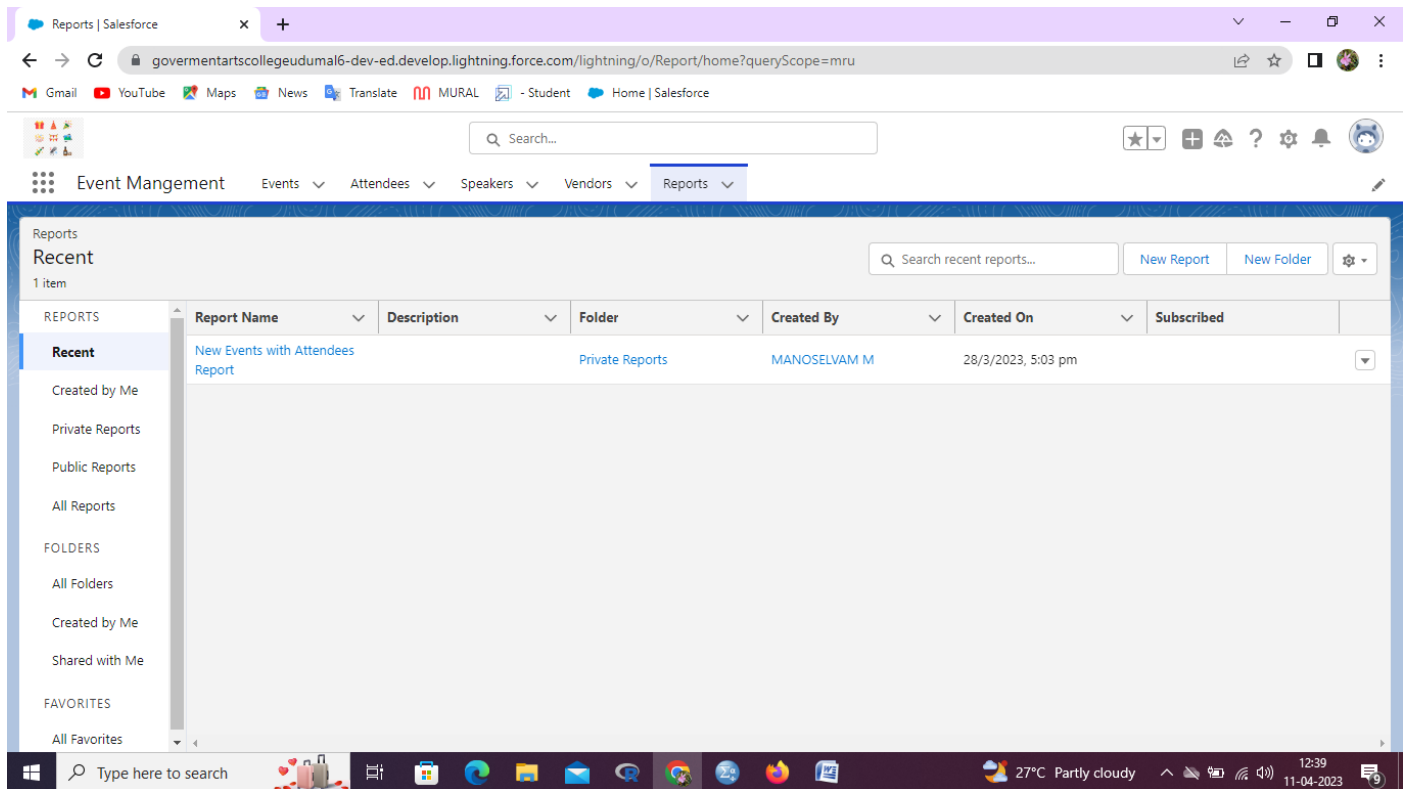 Reports | Salesforce
govermentartscollegeudumal6-dev-ed.develop.lightning.force.com/lightning/o/Report/home?queryScope=mru
Gmail YouTube Maps News Translate MURAL - Student Home | Salesforce
Search...
Event Mangement Events Attendees Speakers Vendors Reports
Reports
Recent
1 item
Search recent reports...
New Report New Folder
REPORTS
Recent
Created by Me
Private Reports
Public Reports
All Reports
FOLDERS
All Folders
Created by Me
Shared with Me
FAVORITES
All Favorites
Report Name Description Folder Created By Created On Subscribed
New Events with Attendees
Report
Private Reports MANOSELVAM M 28/3/2023, 5:03 pm
Type here to search
27°C Partly cloudy
12:39
11-04-2023